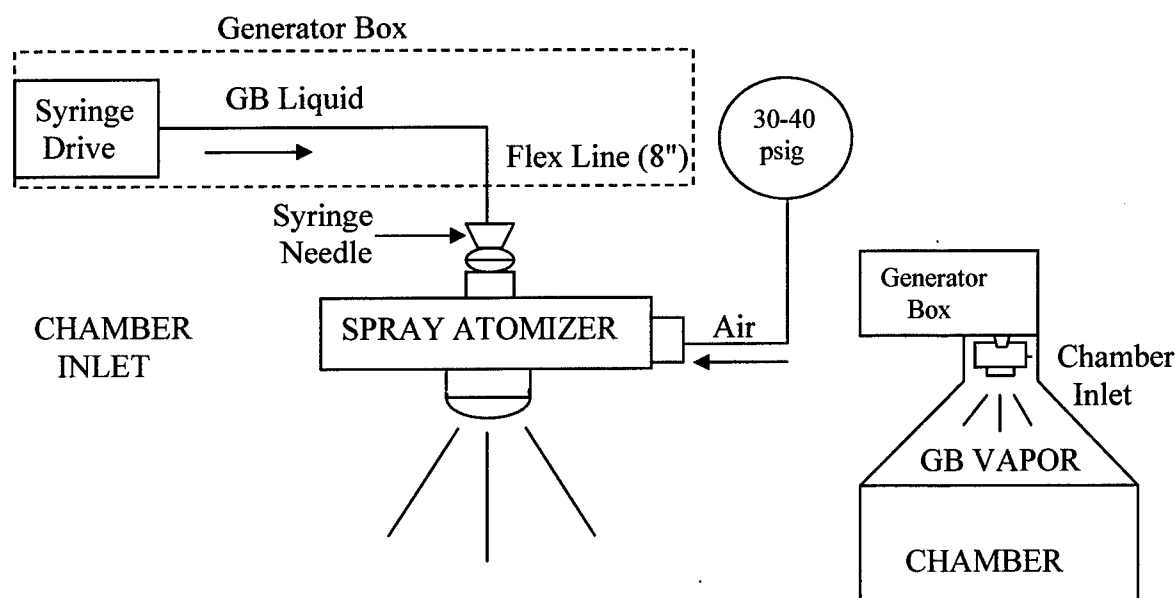 Generator Box
Syringe
Drive
GB Liquid
Flex Line (8")
30-40
psig
Syringe
Needle
CHAMBER
INLET
SPRAY ATOMIZER
Air
Generator
Box
Chamber
Inlet
GB VAPOR
CHAMBER